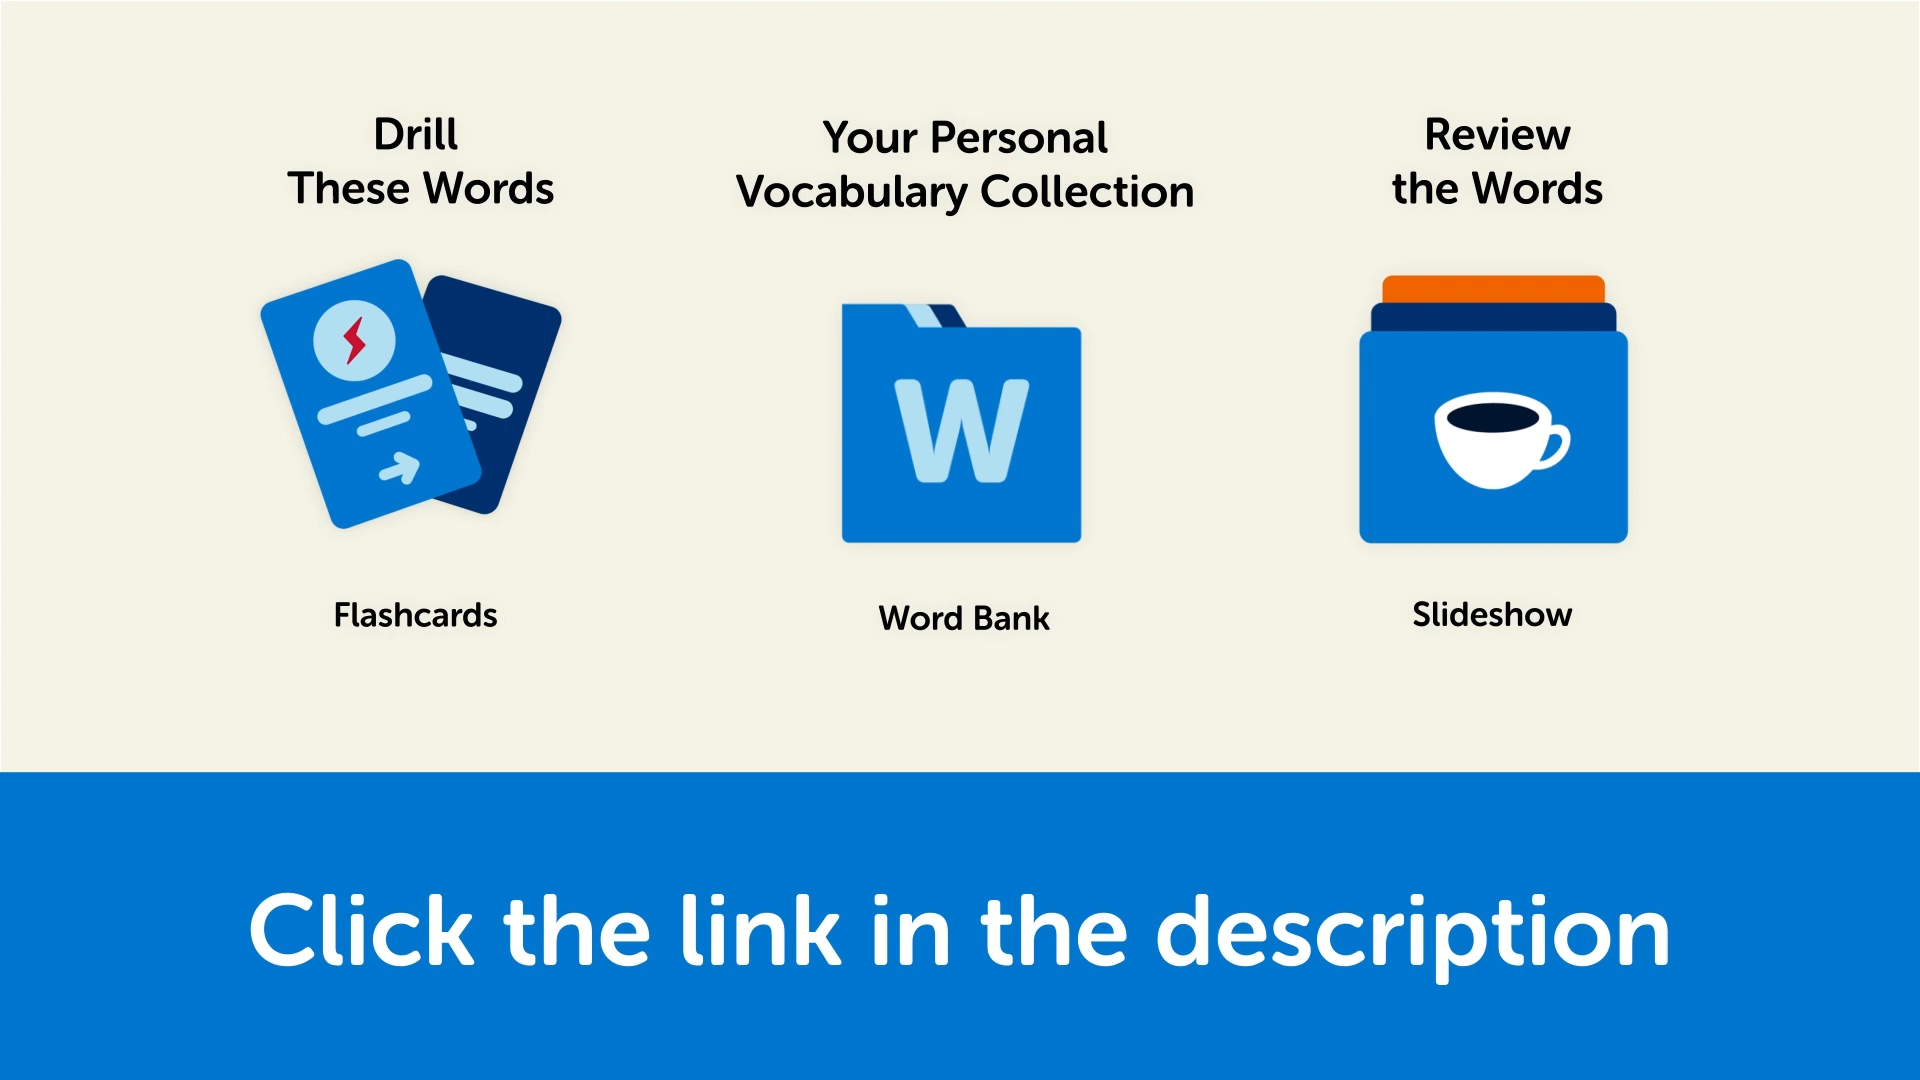 Drill
These Words
Your Personal
Vocabulary Collection
Review
the Words
W
Flashcards
Word Bank
Slideshow
Click the link in the description